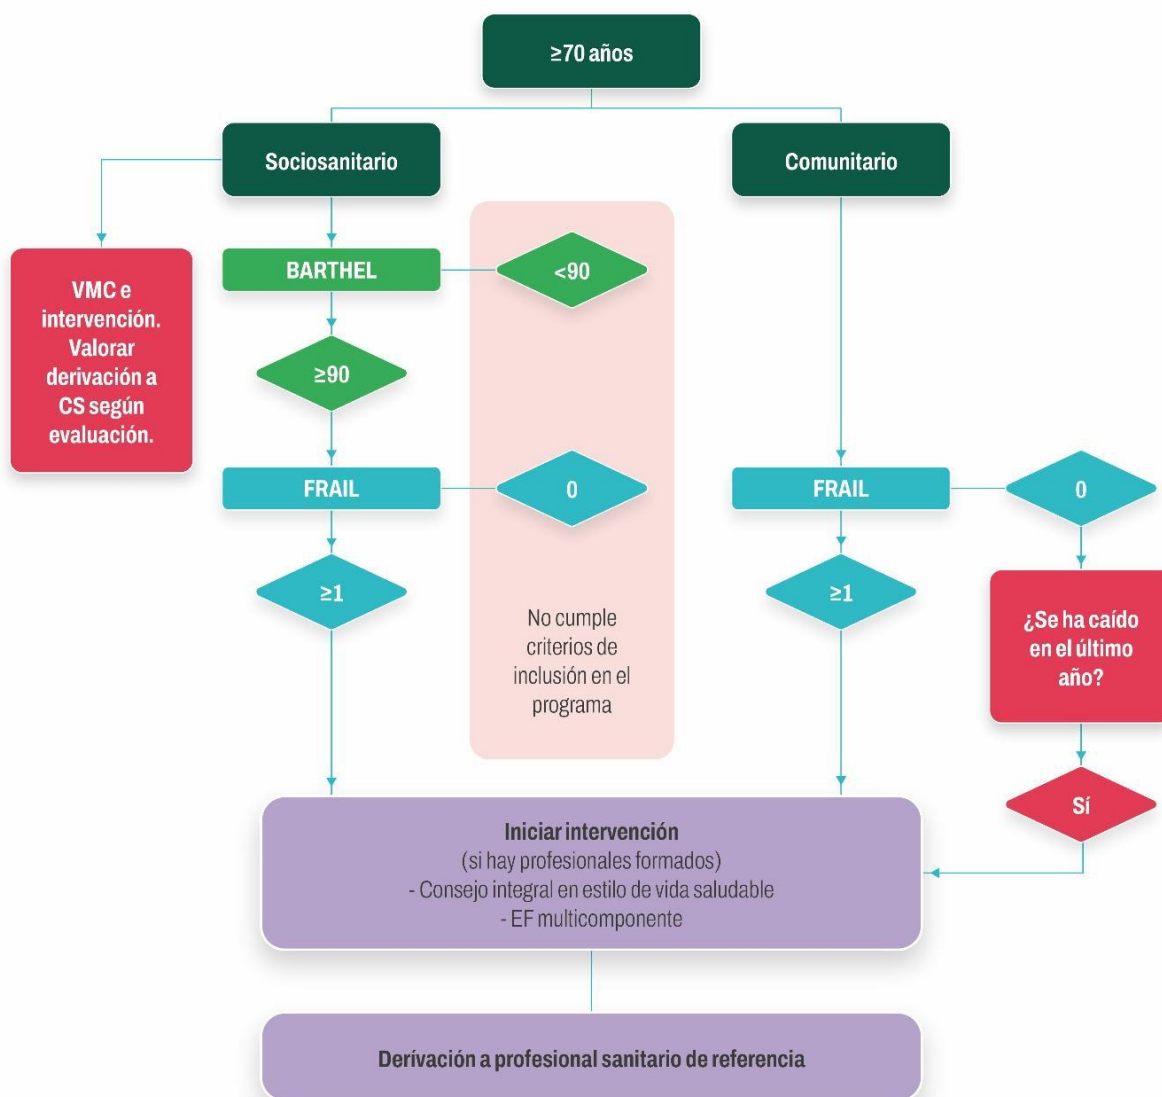 ≥70 años
Sociosanitario
Comunitario
VMC e
intervención.
Valorar
derivación a
CS según
evaluación.
BARTHEL
<90
≥90
FRAIL
0
≥1
No cumple
criterios de
inclusión en el
programa
FRAIL
0
≥1
¿Se ha caído
en el último
año?
Sí
Iniciar intervención
(si hay profesionales formados)
- Consejo integral en estilo de vida saludable
- EF multicomponente
Derívación a profesional sanitario de referencia